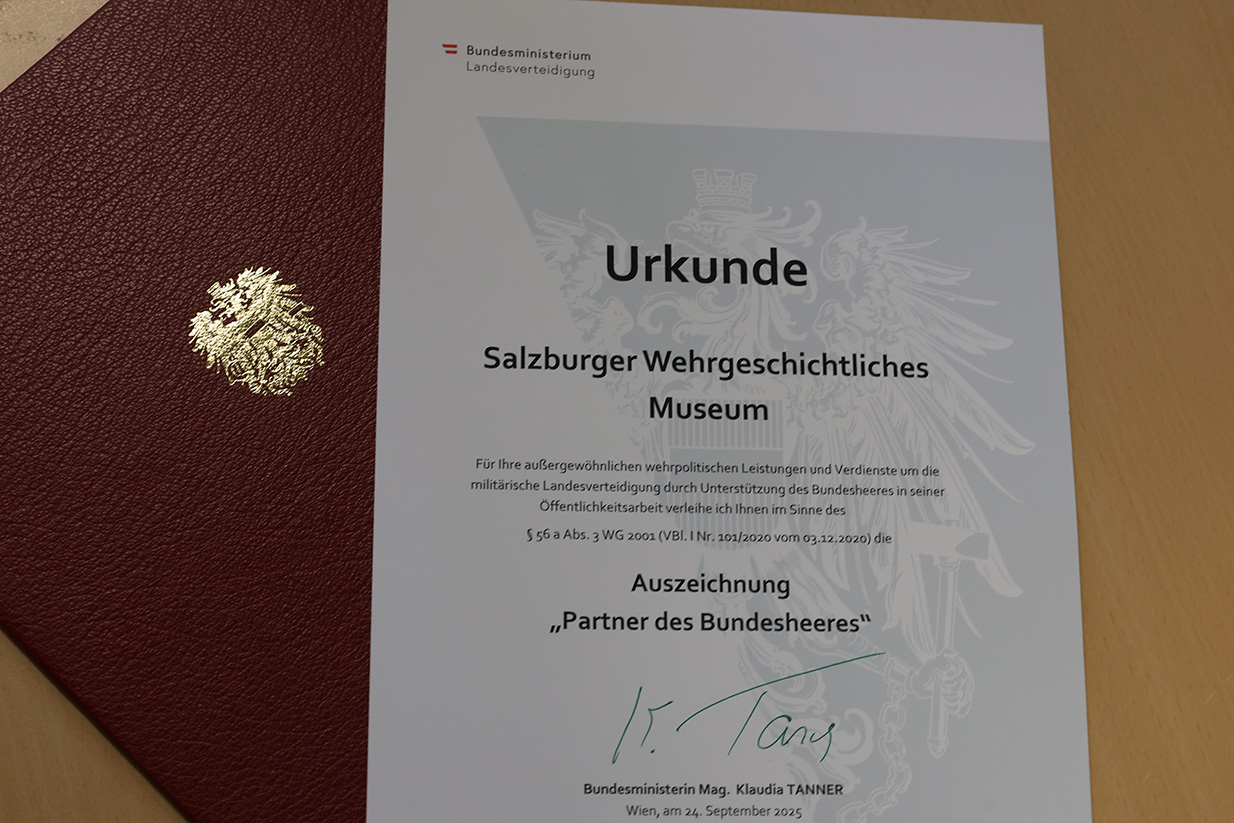 Bundesministerium
Landesverteidigung
Urkunde
Salzburger Wehrgeschichtliches
Museum
Für Ihre außergewöhnlichen wehrpolitischen Leistungen und Verdienste um die
militärische Landesverteidigung durch Unterstützung des Bundesheeres in seiner
Öffentlichkeitsarbeit verleihe ich Ihnen im Sinne des
§ 56 a Abs. 3 WG 2001 (VBl. I Nr. 101/2020 vom 03.12.2020) die
Auszeichnung
„Partner des Bundesheeres“
K. Tanner
Bundesministerin Mag. Klaudia TANNER
Wien, am 24. September 2025